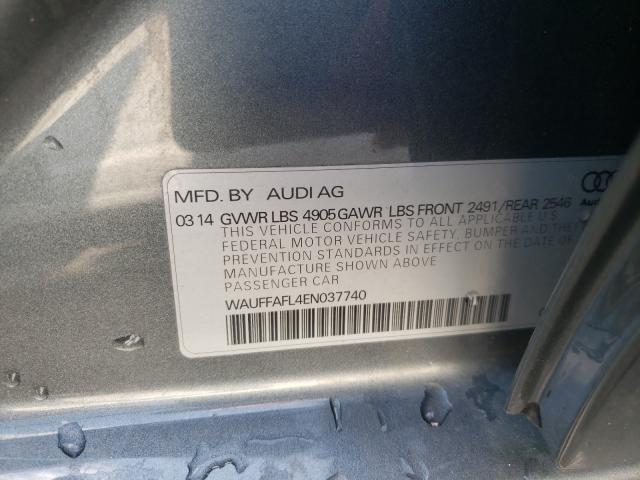 MFD. BY AUDI AG
03 14 GVWR LBS 4905 GAWR LBS FRONT 2491/REAR 2546
THIS VEHICLE CONFORMS TO ALL APPLICABLE U.S.
FEDERAL MOTOR VEHICLE SAFETY, BUMPER AND THEFT
PREVENTION STANDARDS IN EFFECT ON THE DATE OF
MANUFACTURE SHOWN ABOVE
PASSENGER CAR
WAUFFAFL4EN037740